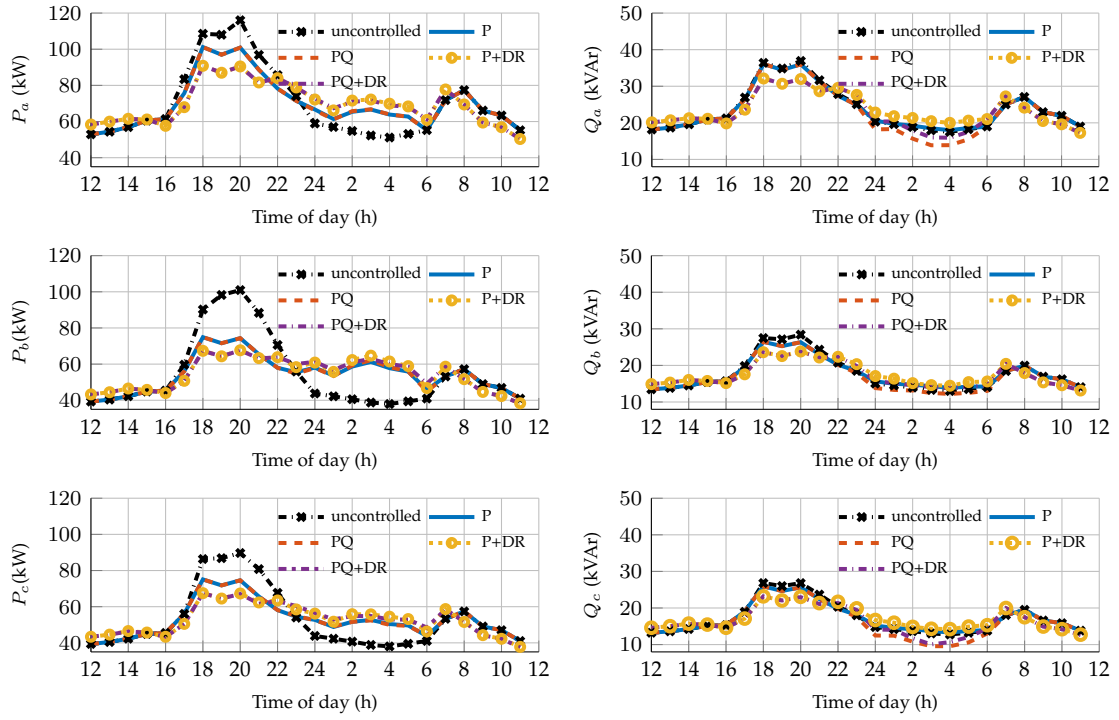 120
100
80
60
40
P_a (kW)
uncontrolled P
PQ P+DR
PQ+DR
12 14 16 18 20 22 24 2 4 6 8 10 12
Time of day (h)
50
40
30
20
10
Q_a (kVAr)
uncontrolled P
PQ P+DR
PQ+DR
12 14 16 18 20 22 24 2 4 6 8 10 12
Time of day (h)
120
100
80
60
40
P_b(kW)
uncontrolled P
PQ P+DR
PQ+DR
12 14 16 18 20 22 24 2 4 6 8 10 12
Time of day (h)
50
40
30
20
10
Q_b (kVAr)
uncontrolled P
PQ P+DR
PQ+DR
12 14 16 18 20 22 24 2 4 6 8 10 12
Time of day (h)
120
100
80
60
40
P_c(kW)
uncontrolled P
PQ P+DR
PQ+DR
12 14 16 18 20 22 24 2 4 6 8 10 12
Time of day (h)
50
40
30
20
10
Q_c (kVAr)
uncontrolled P
PQ P+DR
PQ+DR
12 14 16 18 20 22 24 2 4 6 8 10 12
Time of day (h)